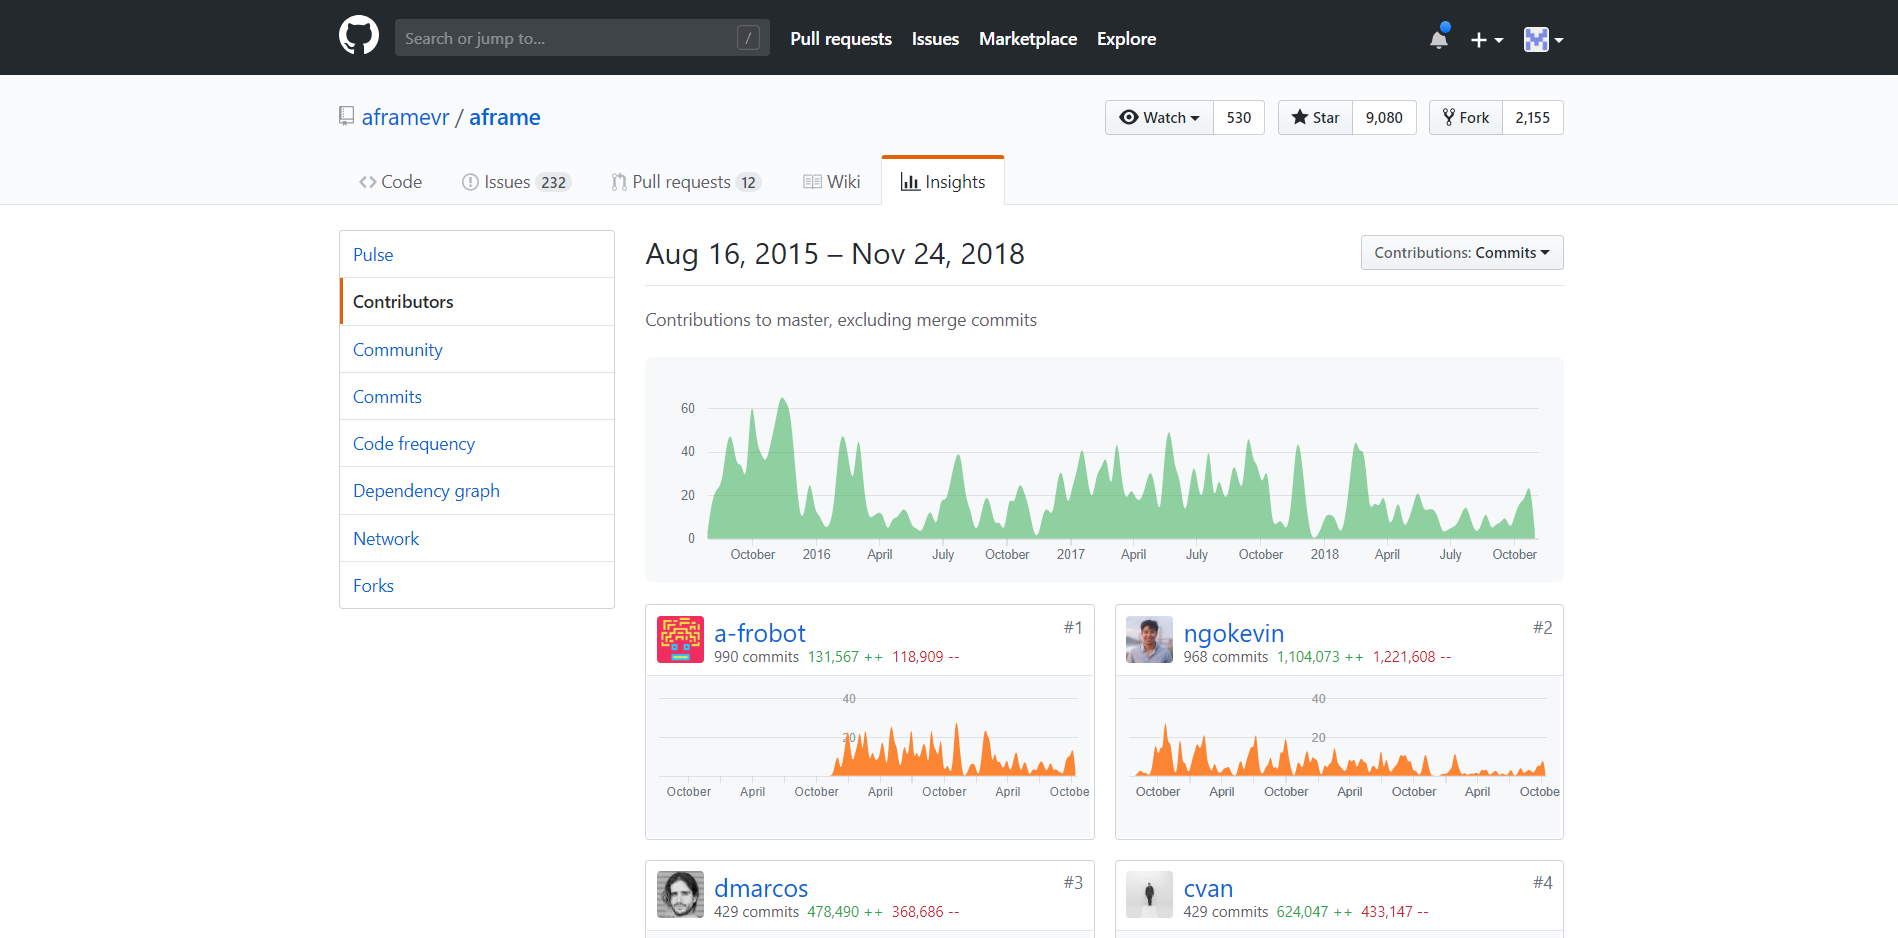 Search or jump to... /
Pull requests Issues Marketplace Explore
aframevr / aframe
Watch 530 Star 9,080 Fork 2,155
Code Issues 232 Pull requests 12 Wiki Insights
Pulse
Contributors
Community
Commits
Code frequency
Dependency graph
Network
Forks
Aug 16, 2015 – Nov 24, 2018
Contributions: Commits
Contributions to master, excluding merge commits
60
40
20
0
October 2016 April July October 2017 April July October 2018 April July October
a-frobot #1
990 commits 131,567 ++ 118,909 --
40
20
October April October April October April Octobe
ngokevin #2
968 commits 1,104,073 ++ 1,221,608 --
40
20
October April October April October April Octobe
dmarcos #3
429 commits 478,490 ++ 368,686 --
cvan #4
429 commits 624,047 ++ 433,147 --